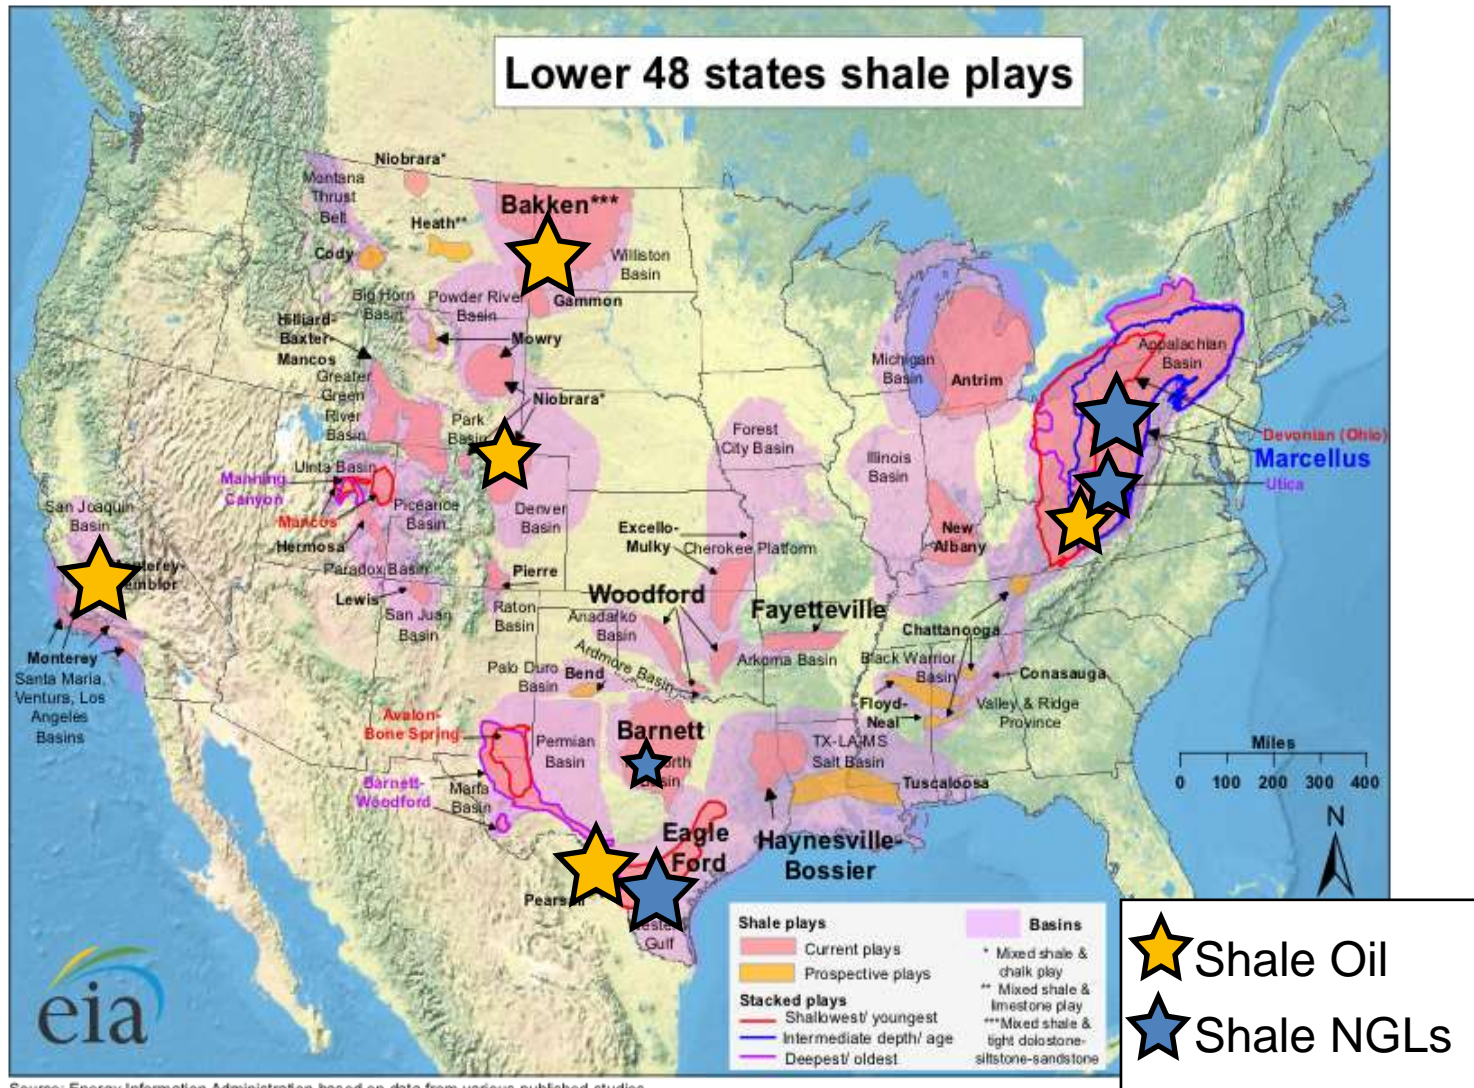 Lower 48 states shale plays
Niobrara*
Montana
Thrust
Belt
Bakken***
Heath**
Cody
Williston
Basin
Big Horn
Basin
Powder River
Basin
Gammon
Hilliard-
Baxter-
Mancos
Mowry
Greater
Green
River
Basin
Niobrara*
Park
Basin
Michigan
Basin
Antrim
Appalachian
Basin
Forest
City Basin
Illinois
Basin
Devonian (Ohio)
Marcellus
Utica
Uinta Basin
Manning
Canyon
Mancos
Piceance
Basin
Denver
Basin
San Joaquin
Basin
Hermosa
Excello-
Mulky
Cherokee Platform
New
Albany
Paradox Basin
Pierre
Lewis
San Juan
Basin
Raton
Basin
Woodford
Anadarko
Basin
Fayetteville
Ardmore Basin
Arkoma Basin
Chattanooga
Black Warrior
Basin
Conasauga
Floyd-
Neal
Valley & Ridge
Province
Monterey
Santa Maria,
Ventura, Los
Angeles
Basins
Palo Duro
Basin
Bend
Avalon-
Bone Spring
Permian
Basin
Barnett
TX-LA-MS
Salt Basin
Tuscaloosa
Barnett-
Woodford
Marfa
Basin
Eagle
Ford
Haynesville-
Bossier
Gulf
Miles
0 100 200 300 400
N
Shale plays
Current plays
Prospective plays
Stacked plays
Shallowest/ youngest
Intermediate depth/ age
Deepest/ oldest
Basins
* Mixed shale &
chalk play
** Mixed shale &
limestone play
***Mixed shale &
tight dolostone-
siltstone-sandstone
eia
Shale Oil
Shale NGLs